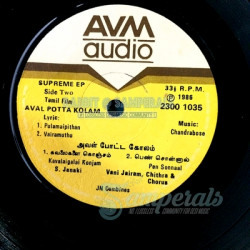 AVM
audio
SUPREME EP
Side Two
Tamil Film
33⅓ R.P.M.
Ⓟ 1986
2300 1035
AVAL POTTA KOLAM
Lyric:
1. Pulamaipithan
2. Vairamuthu
Music:
Chandrabose
அவள் போட்ட கோலம்
1. கவலைகளே கொஞ்சம்
Kavalaigalai Konjam
S. Janaki
2. பெண் சொன்னால்
Pen Sonnaal
Vani Jairam, Chithra &
Chorus
JN Combines